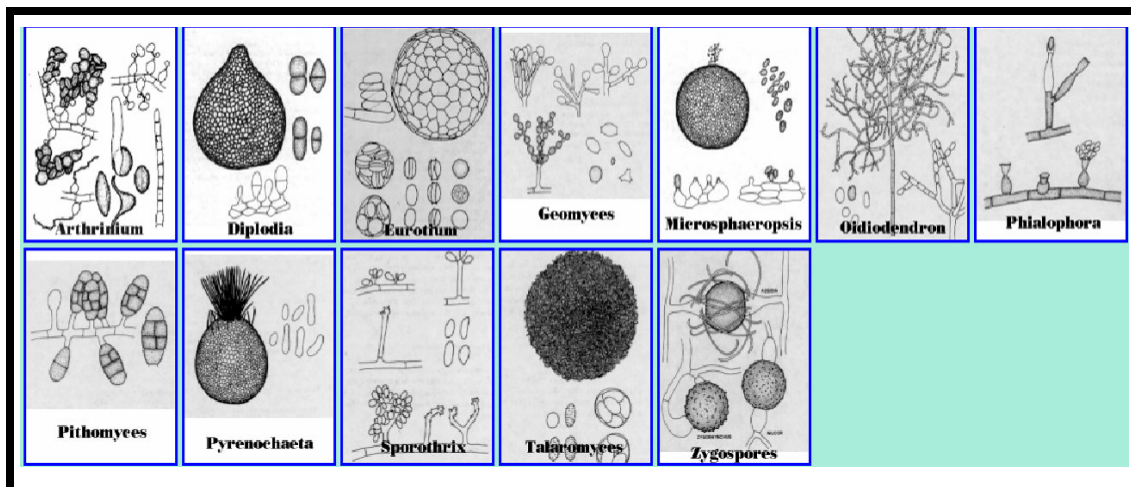 Arthrinium
Diplodia
Eurotium
Geomyces
Microsphaeropsis
Oidiodendron
Phialophora
Pithomyces
Pyrenochaeta
Sporothrix
Talaromyces
Zygospores